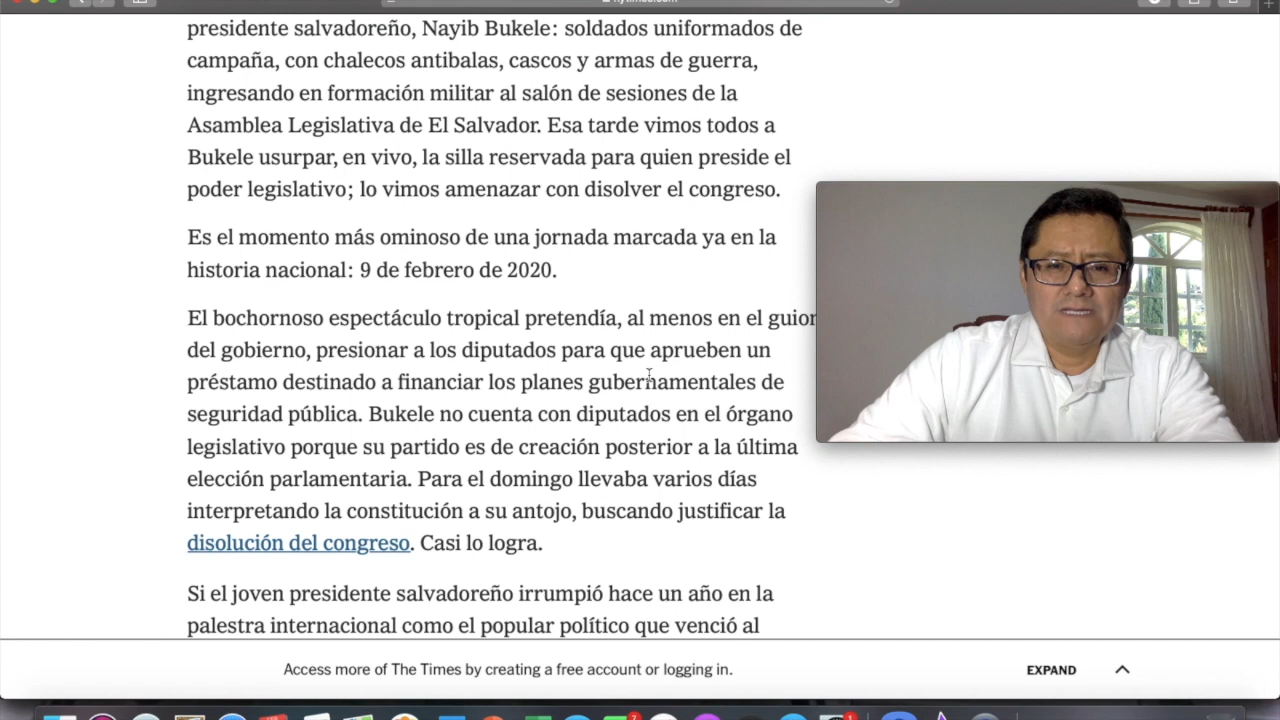 presidente salvadoreño, Nayib Bukele: soldados uniformados de
campaña, con chalecos antibalas, cascos y armas de guerra,
ingresando en formación militar al salón de sesiones de la
Asamblea Legislativa de El Salvador. Esa tarde vimos todos a
Bukele usurpar, en vivo, la silla reservada para quien preside el
poder legislativo; lo vimos amenazar con disolver el congreso.
Es el momento más ominoso de una jornada marcada ya en la
historia nacional: 9 de febrero de 2020.
El bochornoso espectáculo tropical pretendía, al menos en el guion
del gobierno, presionar a los diputados para que aprueben un
préstamo destinado a financiar los planes gubernamentales de
seguridad pública. Bukele no cuenta con diputados en el órgano
legislativo porque su partido es de creación posterior a la última
elección parlamentaria. Para el domingo llevaba varios días
interpretando la constitución a su antojo, buscando justificar la
disolución del congreso. Casi lo logra.
Si el joven presidente salvadoreño irrumpió hace un año en la
palestra internacional como el popular político que venció al
Access more of The Times by creating a free account or logging in.
EXPAND